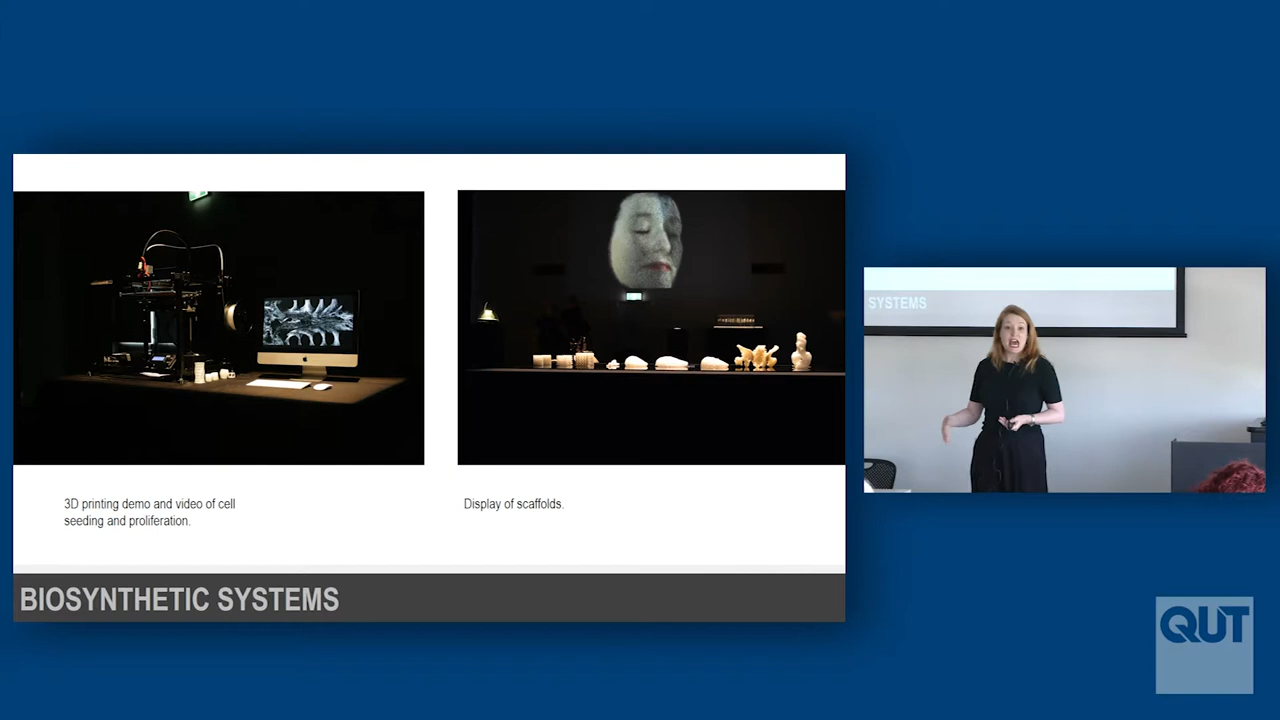 3D printing demo and video of cell
seeding and proliferation.
Display of scaffolds.
BIOSYNTHETIC SYSTEMS
SYSTEMS
QUT